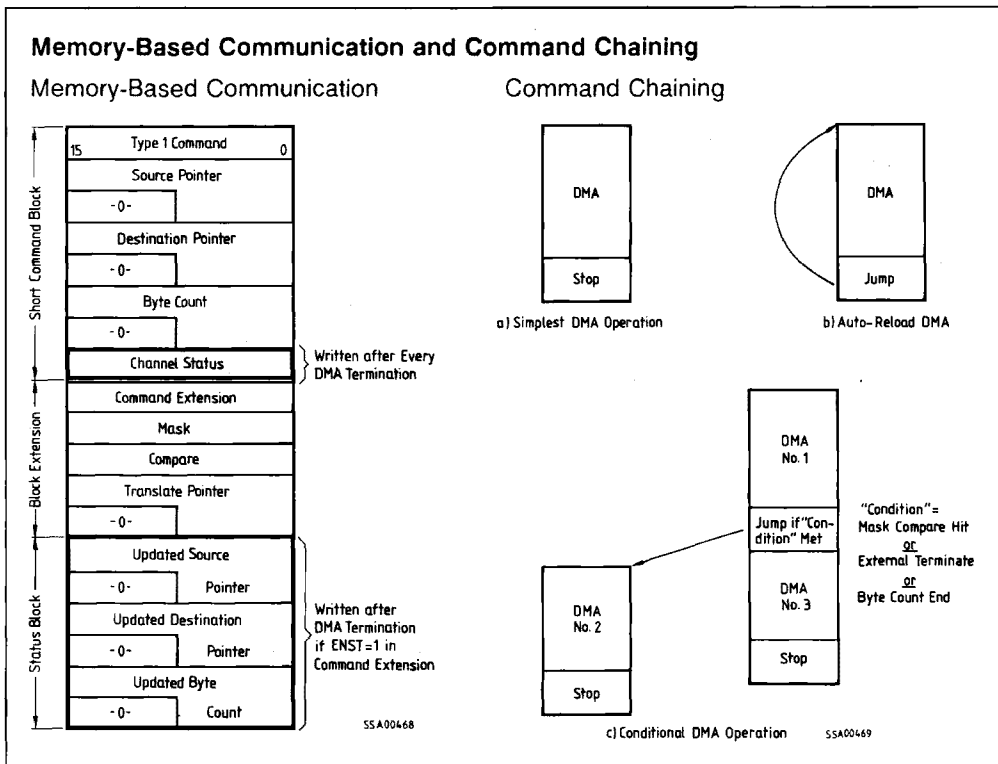 Memory-Based Communication and Command Chaining
Memory-Based Communication
Short Command Block
Block Extension
Status Block
15 Type 1 Command 0
Source Pointer
-0-
Destination Pointer
-0-
Byte Count
-0-
Channel Status
Written after Every
DMA Termination
Command Extension
Mask
Compare
Translate Pointer
-0-
Updated Source
-0- Pointer
Updated Destination
-0- Pointer
Updated Byte
-0- Count
Written after
DMA Termination
if ENST=1 in
Command Extension
SSA00468
Command Chaining
DMA
Stop
a) Simplest DMA Operation
DMA
Jump
b) Auto-Reload DMA
DMA
No. 1
Jump if "Con-
dition" Met
DMA
No. 3
Stop
"Condition"=
Mask Compare Hit
or
External Terminate
or
Byte Count End
DMA
No. 2
Stop
c) Conditional DMA Operation
SSA00469